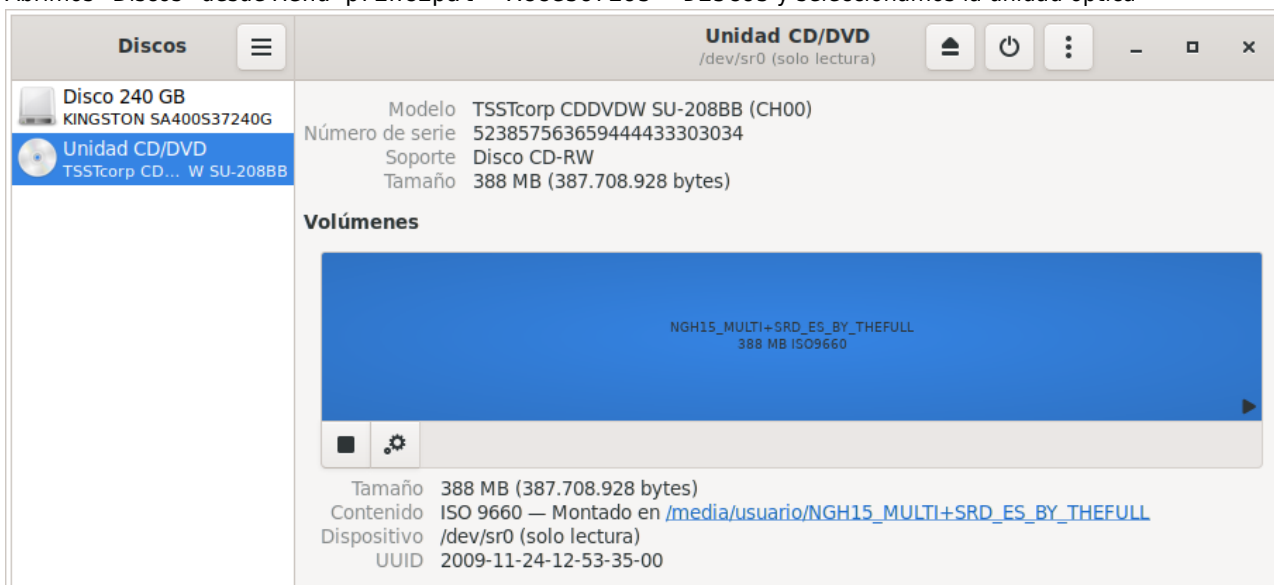 Discos
Unidad CD/DVD
/dev/sr0 (solo lectura)
Disco 240 GB
KINGSTON SA400S37240G
Unidad CD/DVD
TSSTcorp CD... W SU-208BB
Modelo TSSTcorp CDDVDW SU-208BB (CH00)
Número de serie 523857563659444433303034
Soporte Disco CD-RW
Tamaño 388 MB (387.708.928 bytes)
Volúmenes
NGH15_MULTI+SRD_ES_BY_THEFULL
388 MB ISO9660
Tamaño 388 MB (387.708.928 bytes)
Contenido ISO 9660 — Montado en /media/usuario/NGH15_MULTI+SRD_ES_BY_THEFULL
Dispositivo /dev/sr0 (solo lectura)
UUID 2009-11-24-12-53-35-00